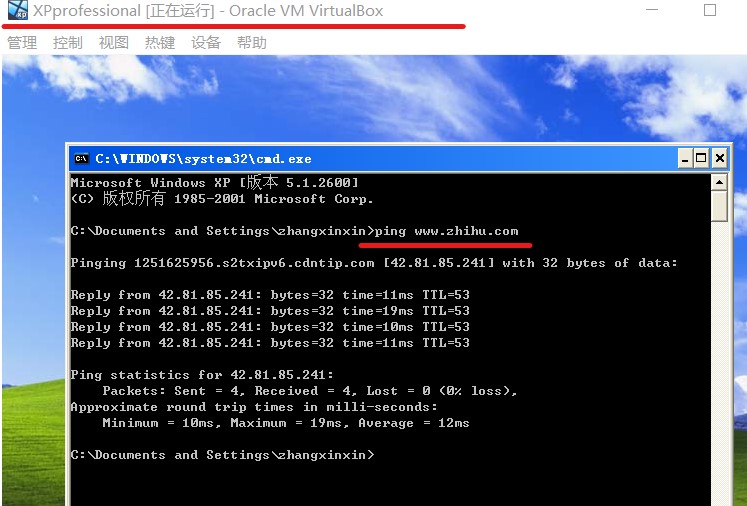 XPprofessional [正在运行] - Oracle VM VirtualBox
管理 控制 视图 热键 设备 帮助
C:\WINDOWS\system32\cmd.exe
Microsoft Windows XP [版本 5.1.2600]
(C) 版权所有 1985-2001 Microsoft Corp.
C:\Documents and Settings\zhangxinxin>ping www.zhihu.com
Pinging 1251625956.s2txipv6.cdntip.com [42.81.85.241] with 32 bytes of data:
Reply from 42.81.85.241: bytes=32 time=11ms TTL=53
Reply from 42.81.85.241: bytes=32 time=19ms TTL=53
Reply from 42.81.85.241: bytes=32 time=10ms TTL=53
Reply from 42.81.85.241: bytes=32 time=11ms TTL=53
Ping statistics for 42.81.85.241:
Packets: Sent = 4, Received = 4, Lost = 0 (0% loss),
Approximate round trip times in milli-seconds:
Minimum = 10ms, Maximum = 19ms, Average = 12ms
C:\Documents and Settings\zhangxinxin>